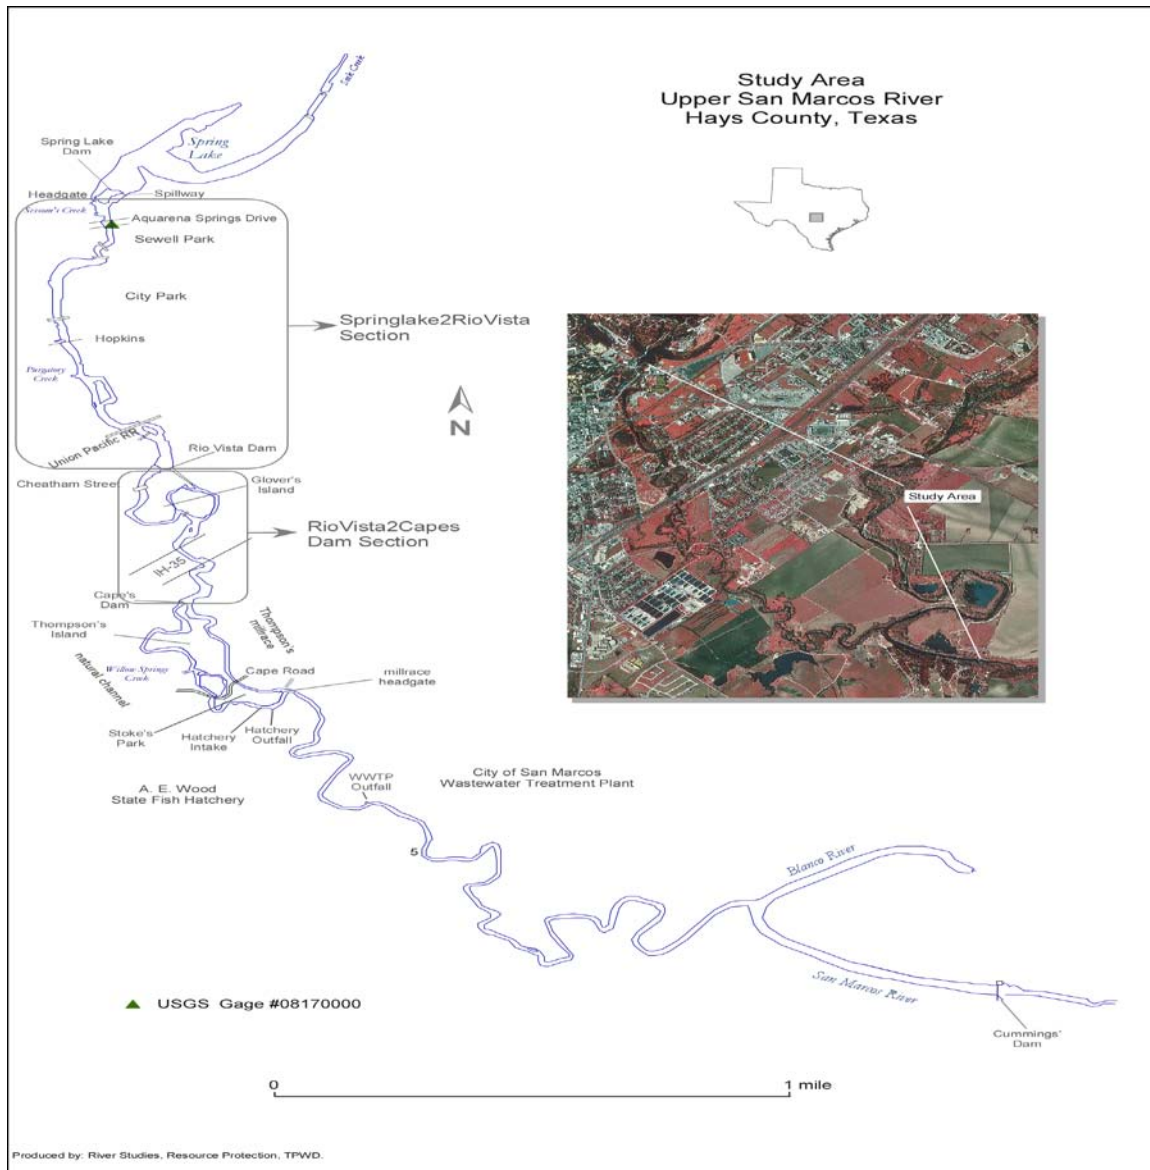 Study Area
Upper San Marcos River
Hays County, Texas
Sink Creek
Spring Lake
Dam
Spring
Lake
Headgate
Spillway
Sessom's Creek
Aquarena Springs Drive
Sewell Park
City Park
Springlake2RioVista
Section
Hopkins
Purgatory
Creek
N
Union Pacific RR
Rio Vista Dam
Cheatham Street
Glover's
Island
Study Area
RioVista2Capes
Dam Section
IH-35
Cape's
Dam
Thompson's
Island
Thompson's
millrace
natural channel
Willow Springs
Creek
Cape Road
millrace
headgate
Stoke's
Park
Hatchery
Intake
Hatchery
Outfall
A. E. Wood
State Fish Hatchery
WWTP
Outfall
City of San Marcos
Wastewater Treatment Plant
5
Blanco River
San Marcos River
USGS Gage #08170000
Cummings'
Dam
0
1 mile
Produced by: River Studies, Resource Protection, TPWD.